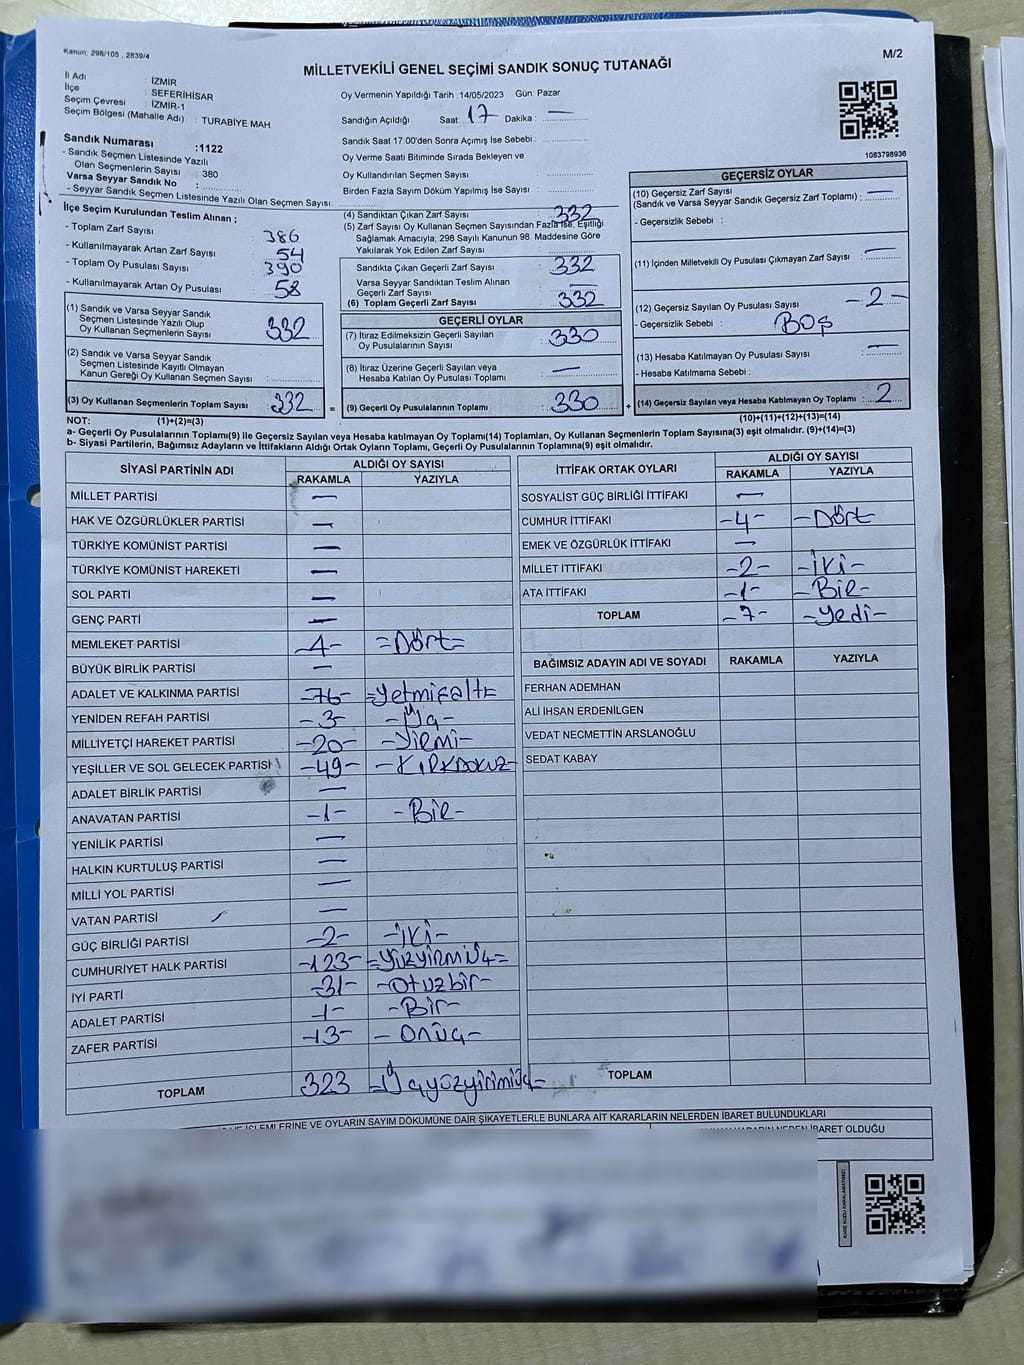 Kanun: 298/105 , 2839/4
M/2
MİLLETVEKİLİ GENEL SEÇİMİ SANDIK SONUÇ TUTANAĞI
İl Adı : İZMİR
İlçe : SEFERİHİSAR
Seçim Çevresi : İZMİR-1
Seçim Bölgesi (Mahalle Adı) : TURABİYE MAH
Oy Vermenin Yapıldığı Tarih :14/05/2023 Gün: Pazar
Sandığın Açıldığı Saat: 17 Dakika : —
Sandık Saat 17.00'den Sonra Açımış İse Sebebi :
Oy Verme Saati Bitiminde Sırada Bekleyen ve
Oy Kullandırılan Seçmen Sayısı :
Birden Fazla Sayım Döküm Yapılmış İse Sayısı :
1083798936
Sandık Numarası :1122
- Sandık Seçmen Listesinde Yazılı
Olan Seçmenlerin Sayısı : 380
Varsa Seyyar Sandık No :
- Seyyar Sandık Seçmen Listesinde Yazılı Olan Seçmen Sayısı:
İlçe Seçim Kurulundan Teslim Alınan ;
- Toplam Zarf Sayısı : 386
- Kullanılmayarak Artan Zarf Sayısı : 54
- Toplam Oy Pusulası Sayısı : 390
- Kullanılmayarak Artan Oy Pusulası : 58
(1) Sandık ve Varsa Seyyar Sandık
Seçmen Listesinde Yazılı Olup
Oy Kullanan Seçmenlerin Sayısı : 332
(2) Sandık ve Varsa Seyyar Sandık
Seçmen Listesinde Kayıtlı Olmayan
Kanun Gereği Oy Kullanan Seçmen Sayısı :
(3) Oy Kullanan Seçmenlerin Toplam Sayısı : 332
(4) Sandıktan Çıkan Zarf Sayısı : 332
(5) Zarf Sayısı Oy Kullanan Seçmen Sayısından Fazla İse, Eşitliği
Sağlamak Amacıyla, 298 Sayılı Kanunun 98. Maddesine Göre
Yakılarak Yok Edilen Zarf Sayısı :
Sandıkta Çıkan Geçerli Zarf Sayısı : 332
Varsa Seyyar Sandıktan Teslim Alınan
Geçerli Zarf Sayısı : —
(6) Toplam Geçerli Zarf Sayısı : 332
GEÇERLİ OYLAR
(7) İtiraz Edilmeksizin Geçerli Sayılan
Oy Pusulalarının Sayısı : 330
(8) İtiraz Üzerine Geçerli Sayılan veya
Hesaba Katılan Oy Pusulası Toplamı : —
= (9) Geçerli Oy Pusulalarının Toplamı : 330
GEÇERSİZ OYLAR
(10) Geçersiz Zarf Sayısı
(Sandık ve Varsa Seyyar Sandık Geçersiz Zarf Toplamı) : —
- Geçersizlik Sebebi :
(11) İçinden Milletvekili Oy Pusulası Çıkmayan Zarf Sayısı : —
(12) Geçersiz Sayılan Oy Pusulası Sayısı : -2-
- Geçersizlik Sebebi : BOŞ
(13) Hesaba Katılmayan Oy Pusulası Sayısı : —
- Hesaba Katılmama Sebebi :
+ (14) Geçersiz Sayılan veya Hesaba Katılmayan Oy Toplamı : 2
NOT: (1)+(2)=(3)
(10)+(11)+(12)+(13)=(14)
a- Geçerli Oy Pusulalarının Toplamı(9) ile Geçersiz Sayılan veya Hesaba katılmayan Oy Toplamı(14) Toplamları, Oy Kullanan Seçmenlerin Toplam Sayısına(3) eşit olmalıdır. (9)+(14)=(3)
b- Siyasi Partilerin, Bağımsız Adayların ve İttifakların Aldığı Ortak Oyların Toplamı, Geçerli Oy Pusulalarının Toplamına(9) eşit olmalıdır.
SİYASİ PARTİNİN ADI ALDIĞI OY SAYISI
RAKAMLA YAZIYLA
MİLLET PARTİSİ —
HAK VE ÖZGÜRLÜKLER PARTİSİ —
TÜRKİYE KOMÜNİST PARTİSİ —
TÜRKİYE KOMÜNİST HAREKETİ —
SOL PARTİ —
GENÇ PARTİ —
MEMLEKET PARTİSİ -4- =Dört=
BÜYÜK BİRLİK PARTİSİ —
ADALET VE KALKINMA PARTİSİ -76- =Yetmişaltı=
YENİDEN REFAH PARTİSİ -3- -Üç-
MİLLİYETÇİ HAREKET PARTİSİ -20- -Yirmi-
YEŞİLLER VE SOL GELECEK PARTİSİ -49- -KIRKDOKUZ-
ADALET BİRLİK PARTİSİ —
ANAVATAN PARTİSİ -1- -Bir-
YENİLİK PARTİSİ —
HALKIN KURTULUŞ PARTİSİ —
MİLLİ YOL PARTİSİ —
VATAN PARTİSİ —
GÜÇ BİRLİĞİ PARTİSİ -2- -İKİ-
CUMHURİYET HALK PARTİSİ -123- =YÜZYİRMİÜÇ=
İYİ PARTİ -31- -Otuzbir-
ADALET PARTİSİ -1- -Bir-
ZAFER PARTİSİ -13- -Onüç-
TOPLAM 323 =Üçyüzyirimiüç=
İTTİFAK ORTAK OYLARI ALDIĞI OY SAYISI
RAKAMLA YAZIYLA
SOSYALİST GÜÇ BİRLİĞİ İTTİFAKI —
CUMHUR İTTİFAKI -4- -Dört
EMEK VE ÖZGÜRLÜK İTTİFAKI —
MİLLET İTTİFAKI -2- -İKİ-
ATA İTTİFAKI -1- -Bir-
TOPLAM -7- -Yedi-
BAĞIMSIZ ADAYIN ADI VE SOYADI RAKAMLA YAZIYLA
FERHAN ADEMHAN
ALİ İHSAN ERDENİLGEN
VEDAT NECMETTİN ARSLANOĞLU
SEDAT KABAY
TOPLAM
İŞLEMLERİNE VE OYLARIN SAYIM DÖKÜMÜNE DAİR ŞİKAYETLERLE BUNLARA AİT KARARLARIN NELERDEN İBARET BULUNDUKLARI
KARARIN NEDEN İBARET OLDUĞU
KARE KODU KARALAMAYINIZ!